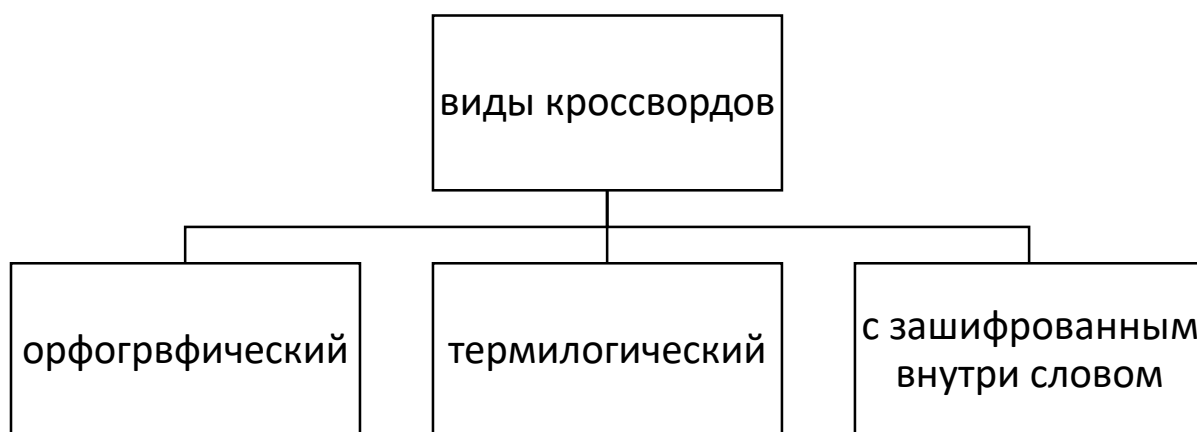 виды кроссвордов
орфогрвфический
термилогический
с зашифрованным
внутри словом